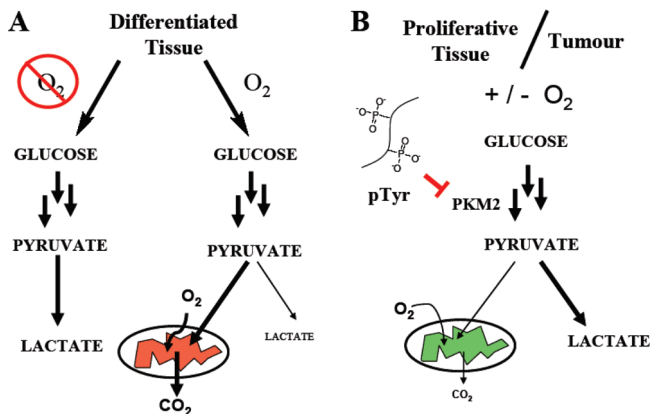 A
Differentiated
Tissue
O2
O2
GLUCOSE
GLUCOSE
PYRUVATE
PYRUVATE
O2
LACTATE
LACTATE
CO2
B
Proliferative
Tissue
Tumour
+ / - O2
O-
-O-P=O
O
O
-O-P-O-
O
GLUCOSE
pTyr
PKM2
PYRUVATE
O2
LACTATE
CO2